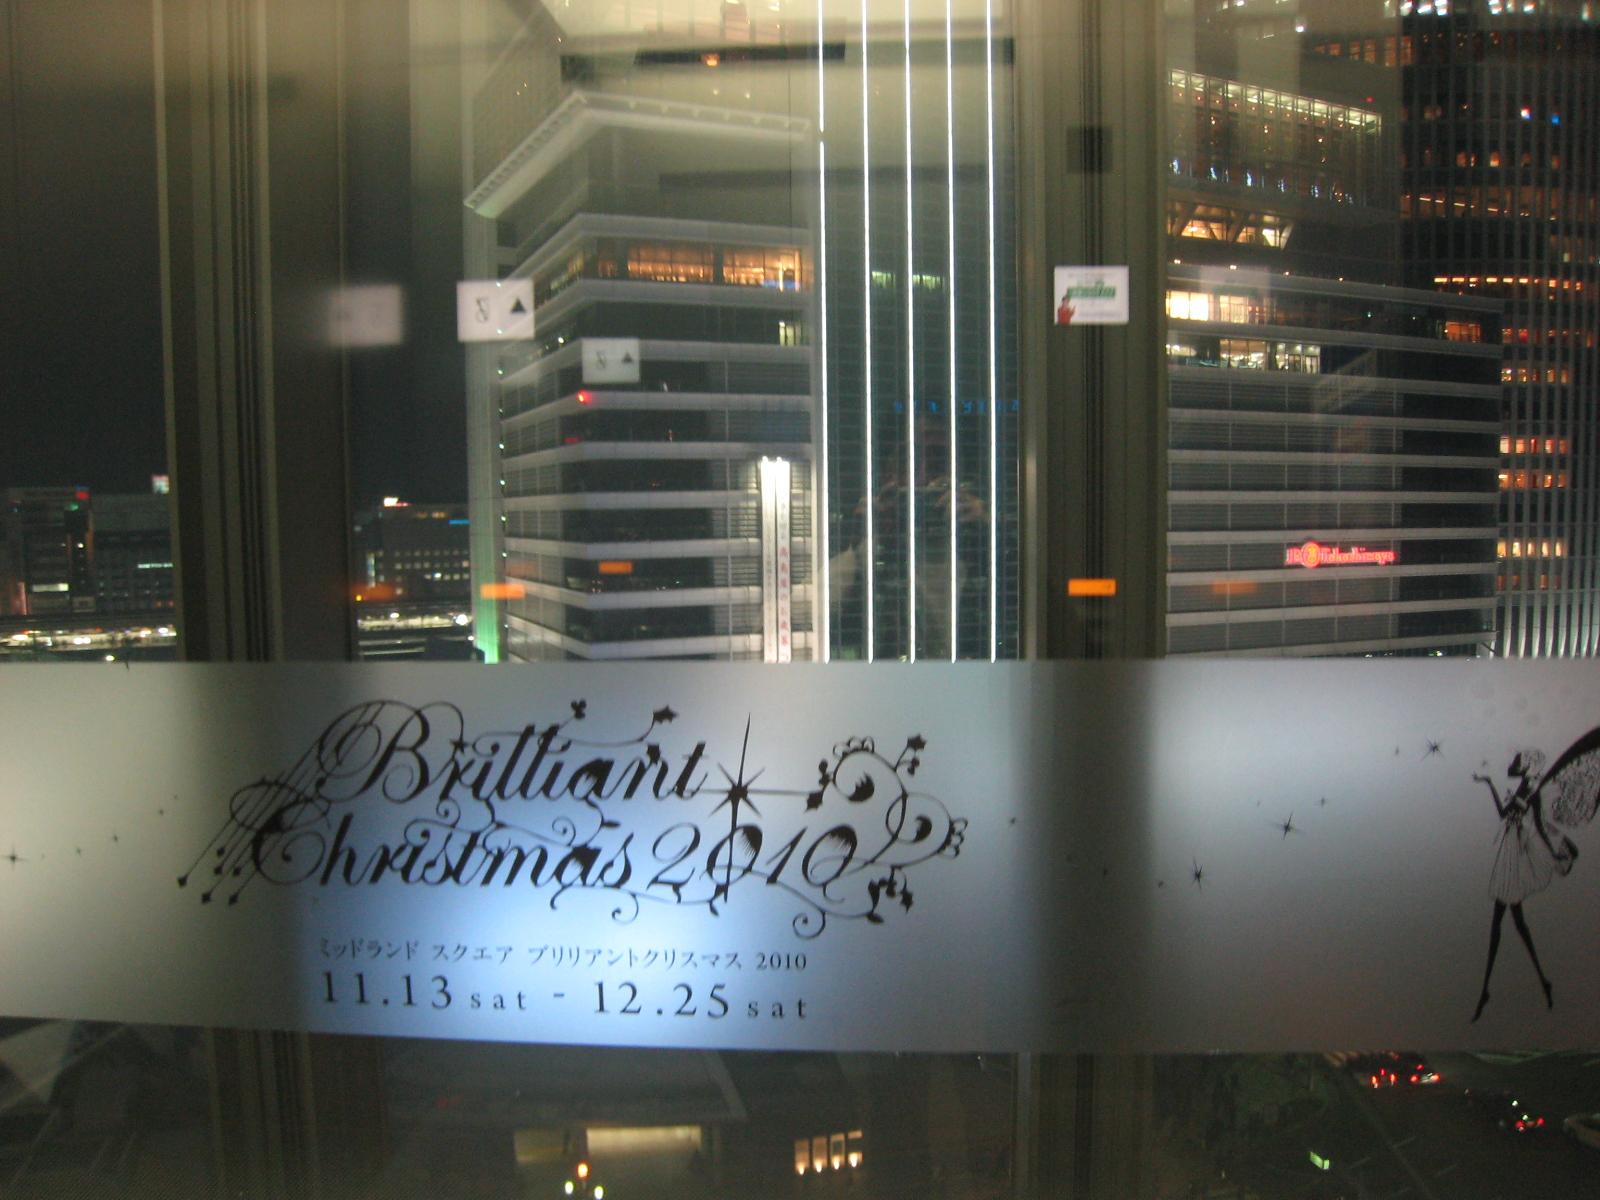 Takashimaya
Brilliant
Christmas 2010
ミッドランド スクエア ブリリアントクリスマス 2010
11.13 sat - 12.25 sat